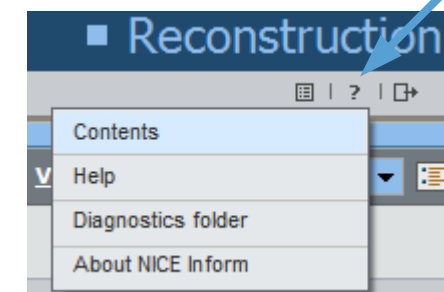 Reconstruction
?
Contents
V
Help
Diagnostics folder
About NICE Inform